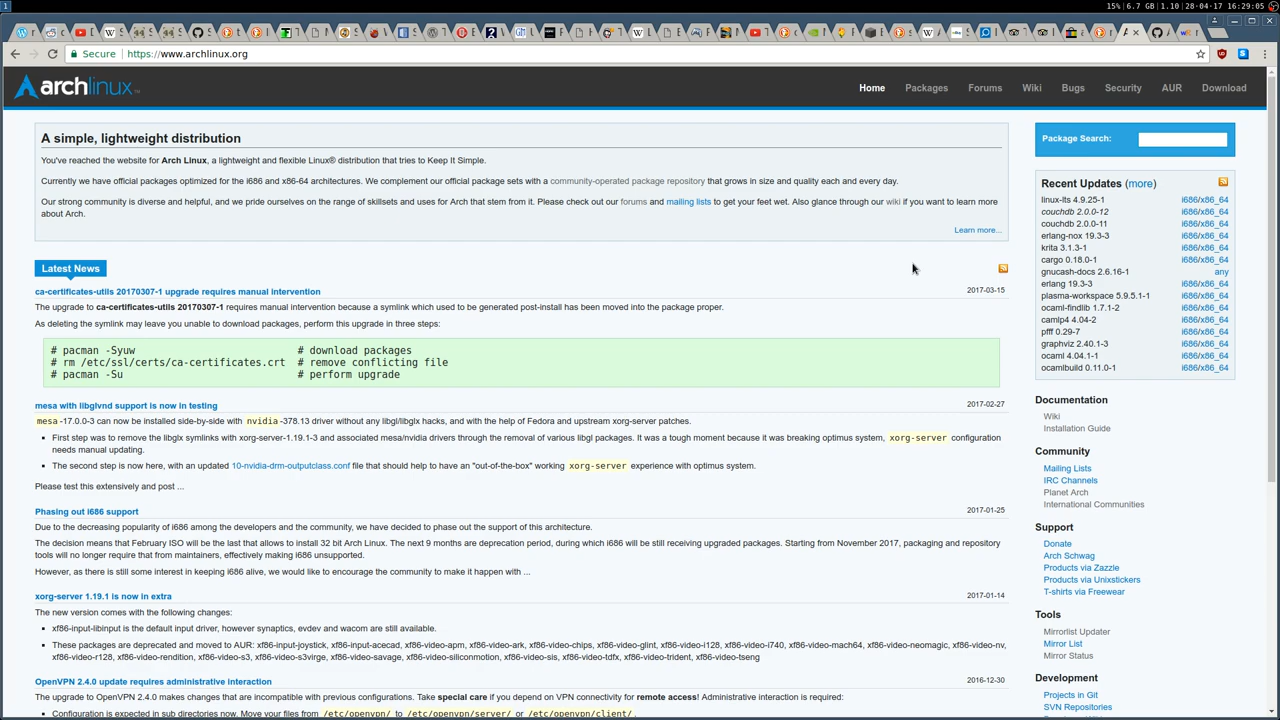 1
15% | 6.7 GB | 1.10 | 28-04-17 16:29:05
Secure https://www.archlinux.org
archlinux™
Home Packages Forums Wiki Bugs Security AUR Download
A simple, lightweight distribution
You've reached the website for Arch Linux, a lightweight and flexible Linux® distribution that tries to Keep It Simple.
Currently we have official packages optimized for the i686 and x86-64 architectures. We complement our official package sets with a community-operated package repository that grows in size and quality each and every day.
Our strong community is diverse and helpful, and we pride ourselves on the range of skillsets and uses for Arch that stem from it. Please check out our forums and mailing lists to get your feet wet. Also glance through our wiki if you want to learn more
about Arch.
Learn more...
Latest News
ca-certificates-utils 20170307-1 upgrade requires manual intervention 2017-03-15
The upgrade to ca-certificates-utils 20170307-1 requires manual intervention because a symlink which used to be generated post-install has been moved into the package proper.
As deleting the symlink may leave you unable to download packages, perform this upgrade in three steps:
# pacman -Syuw # download packages
# rm /etc/ssl/certs/ca-certificates.crt # remove conflicting file
# pacman -Su # perform upgrade
mesa with libglvnd support is now in testing 2017-02-27
mesa -17.0.0-3 can now be installed side-by-side with nvidia -378.13 driver without any libgl/libglx hacks, and with the help of Fedora and upstream xorg-server patches.
• First step was to remove the libglx symlinks with xorg-server-1.19.1-3 and associated mesa/nvidia drivers through the removal of various libgl packages. It was a tough moment because it was breaking optimus system, xorg-server configuration
needs manual updating.
• The second step is now here, with an updated 10-nvidia-drm-outputclass.conf file that should help to have an "out-of-the-box" working xorg-server experience with optimus system.
Please test this extensively and post ...
Phasing out i686 support 2017-01-25
Due to the decreasing popularity of i686 among the developers and the community, we have decided to phase out the support of this architecture.
The decision means that February ISO will be the last that allows to install 32 bit Arch Linux. The next 9 months are deprecation period, during which i686 will be still receiving upgraded packages. Starting from November 2017, packaging and repository
tools will no longer require that from maintainers, effectively making i686 unsupported.
However, as there is still some interest in keeping i686 alive, we would like to encourage the community to make it happen with ...
xorg-server 1.19.1 is now in extra 2017-01-14
The new version comes with the following changes:
• xf86-input-libinput is the default input driver, however synaptics, evdev and wacom are still available.
• These packages are deprecated and moved to AUR: xf86-input-joystick, xf86-input-acecad, xf86-video-apm, xf86-video-ark, xf86-video-chips, xf86-video-glint, xf86-video-i128, xf86-video-i740, xf86-video-mach64, xf86-video-neomagic, xf86-video-nv,
xf86-video-r128, xf86-video-rendition, xf86-video-s3, xf86-video-s3virge, xf86-video-savage, xf86-video-siliconmotion, xf86-video-sis, xf86-video-tdfx, xf86-video-trident, xf86-video-tseng
OpenVPN 2.4.0 update requires administrative interaction 2016-12-30
The upgrade to OpenVPN 2.4.0 makes changes that are incompatible with previous configurations. Take special care if you depend on VPN connectivity for remote access! Administrative interaction is required:
• Configuration is expected in sub directories now. Move your files from /etc/openvpn/ to /etc/openvpn/server/ or /etc/openvpn/client/.
Package Search:
Recent Updates (more)
linux-lts 4.9.25-1 i686/x86_64
couchdb 2.0.0-12 i686/x86_64
couchdb 2.0.0-11 i686/x86_64
erlang-nox 19.3-3 i686/x86_64
krita 3.1.3-1 i686/x86_64
cargo 0.18.0-1 i686/x86_64
gnucash-docs 2.6.16-1 any
erlang 19.3-3 i686/x86_64
plasma-workspace 5.9.5.1-1 i686/x86_64
ocaml-findlib 1.7.1-2 i686/x86_64
camlp4 4.04-2 i686/x86_64
pfff 0.29-7 i686/x86_64
graphviz 2.40.1-3 i686/x86_64
ocaml 4.04.1-1 i686/x86_64
ocamlbuild 0.11.0-1 i686/x86_64
Documentation
Wiki
Installation Guide
Community
Mailing Lists
IRC Channels
Planet Arch
International Communities
Support
Donate
Arch Schwag
Products via Zazzle
Products via Unixstickers
T-shirts via Freewear
Tools
Mirrorlist Updater
Mirror List
Mirror Status
Development
Projects in Git
SVN Repositories